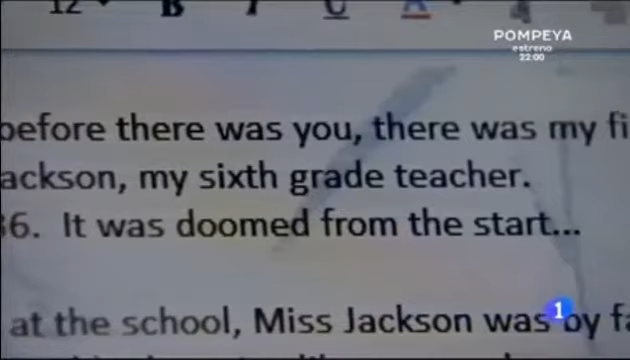 12 B I U A
POMPEYA
estreno
22:00
before there was you, there was my fi
ackson, my sixth grade teacher.
36. It was doomed from the start...
1
at the school, Miss Jackson was by fa